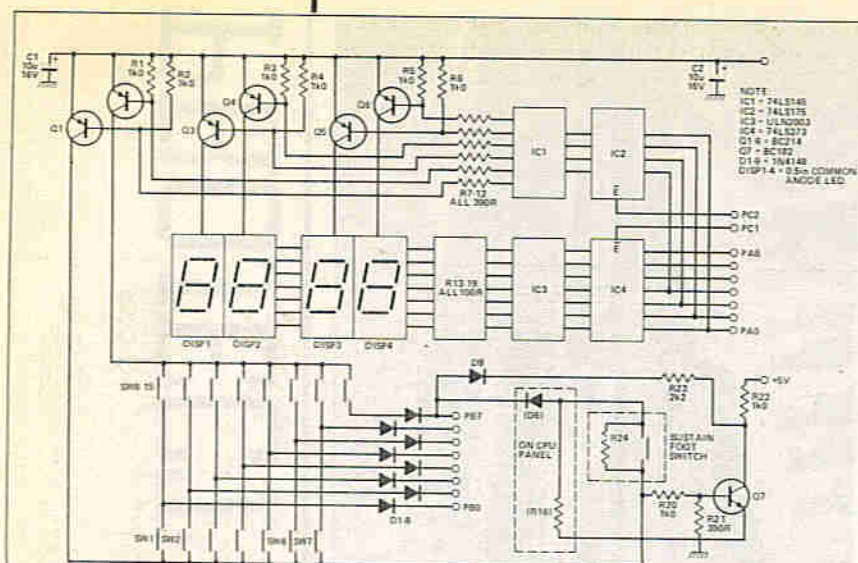 C1
10u
16V
R1
1k0
R2
1k0
R3
1k0
R4
1k0
R5
1k0
R6
1k0
C2
10u
16V
Q1
Q3
Q4
Q5
Q6
NOTE
IC1 = 74LS145
IC2 = 74LS175
IC3 = ULN2003
IC4 = 74LS273
Q1-6 = BC214
Q7 = BC182
D1-9 = 1N4148
DISP1-4 = 0.5in COMMON
ANODE LED
IC1
IC2
R7-12
ALL 390R
E
PC2
PC1
PA6
PA0
R13-19
ALL 100R
IC3
E
IC4
DISP1
DISP2
DISP3
DISP4
D9
R23
2k2
+5V
R22
1k0
SW8-15
PB7
(D6)
ON CPU
PANEL
R24
SUSTAIN
FOOT
SWITCH
PB0
D1-8
(R16)
R20
1k0
R21
390R
Q7
SW1
SW2
SW6
SW7